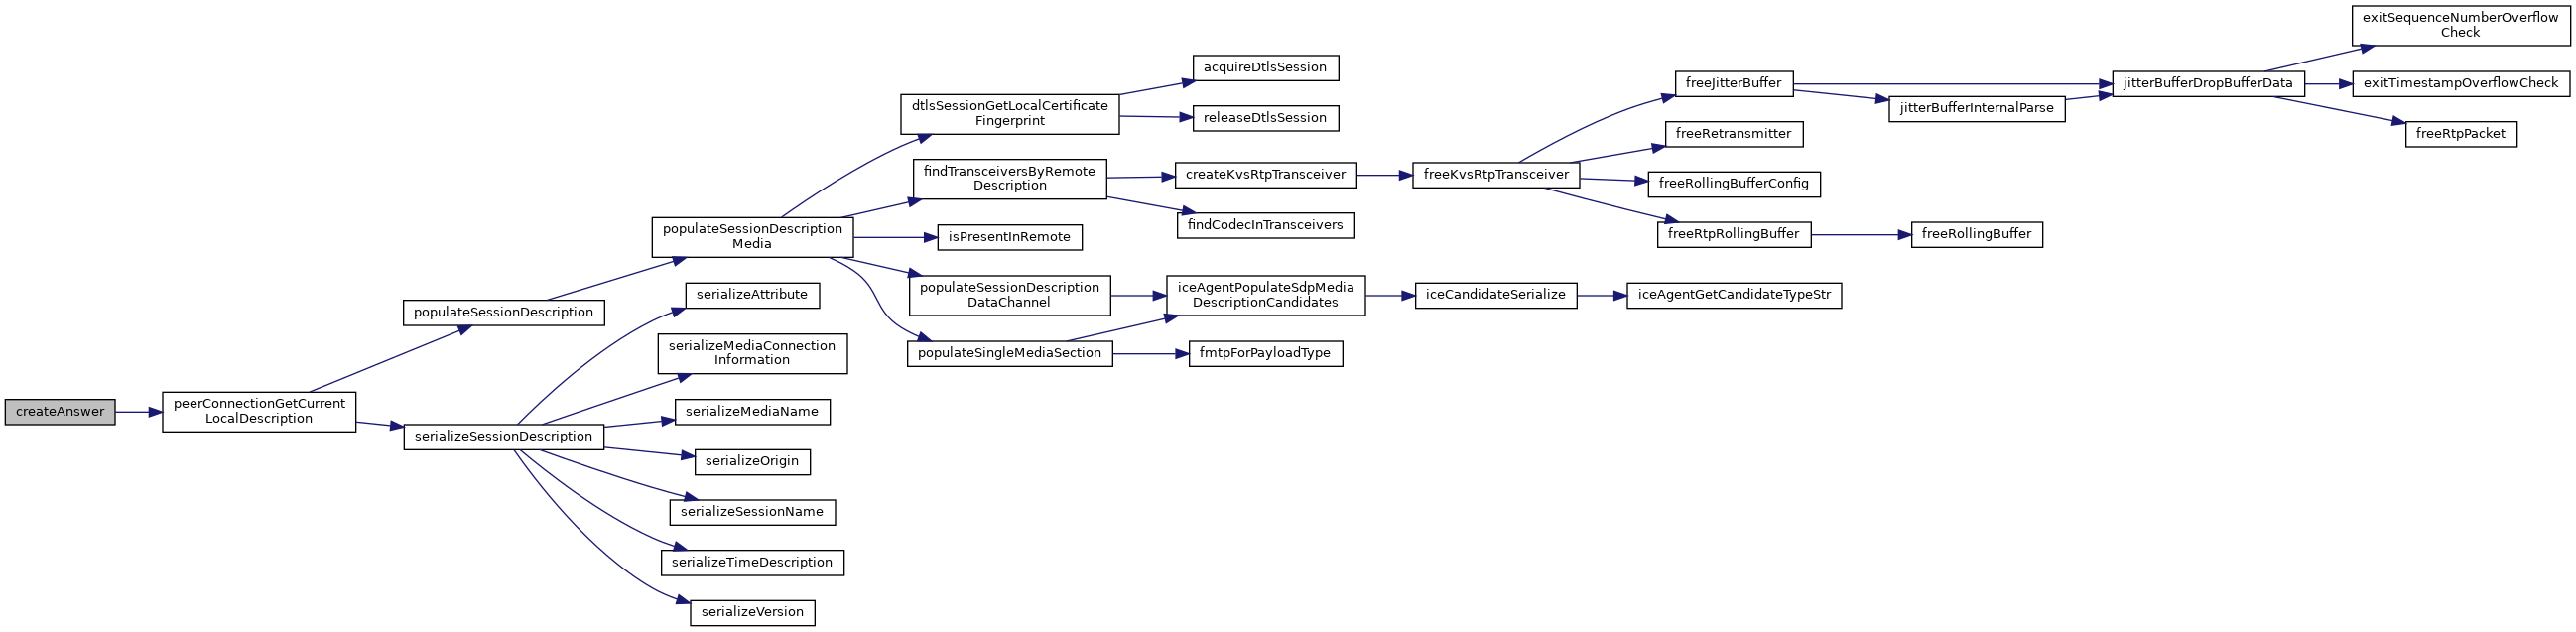 createAnswer
peerConnectionGetCurrent
LocalDescription
populateSessionDescription
serializeSessionDescription
populateSessionDescription
Media
serializeAttribute
serializeMediaConnection
Information
serializeMediaName
serializeOrigin
serializeSessionName
serializeTimeDescription
serializeVersion
dtlsSessionGetLocalCertificate
Fingerprint
findTransceiversByRemote
Description
isPresentInRemote
populateSessionDescription
DataChannel
populateSingleMediaSection
acquireDtlsSession
releaseDtlsSession
createKvsRtpTransceiver
findCodecInTransceivers
iceAgentPopulateSdpMedia
DescriptionCandidates
fmtpForPayloadType
freeKvsRtpTransceiver
iceCandidateSerialize
freeJitterBuffer
freeRetransmitter
freeRollingBufferConfig
freeRtpRollingBuffer
iceAgentGetCandidateTypeStr
jitterBufferInternalParse
freeRollingBuffer
jitterBufferDropBufferData
exitSequenceNumberOverflow
Check
exitTimestampOverflowCheck
freeRtpPacket